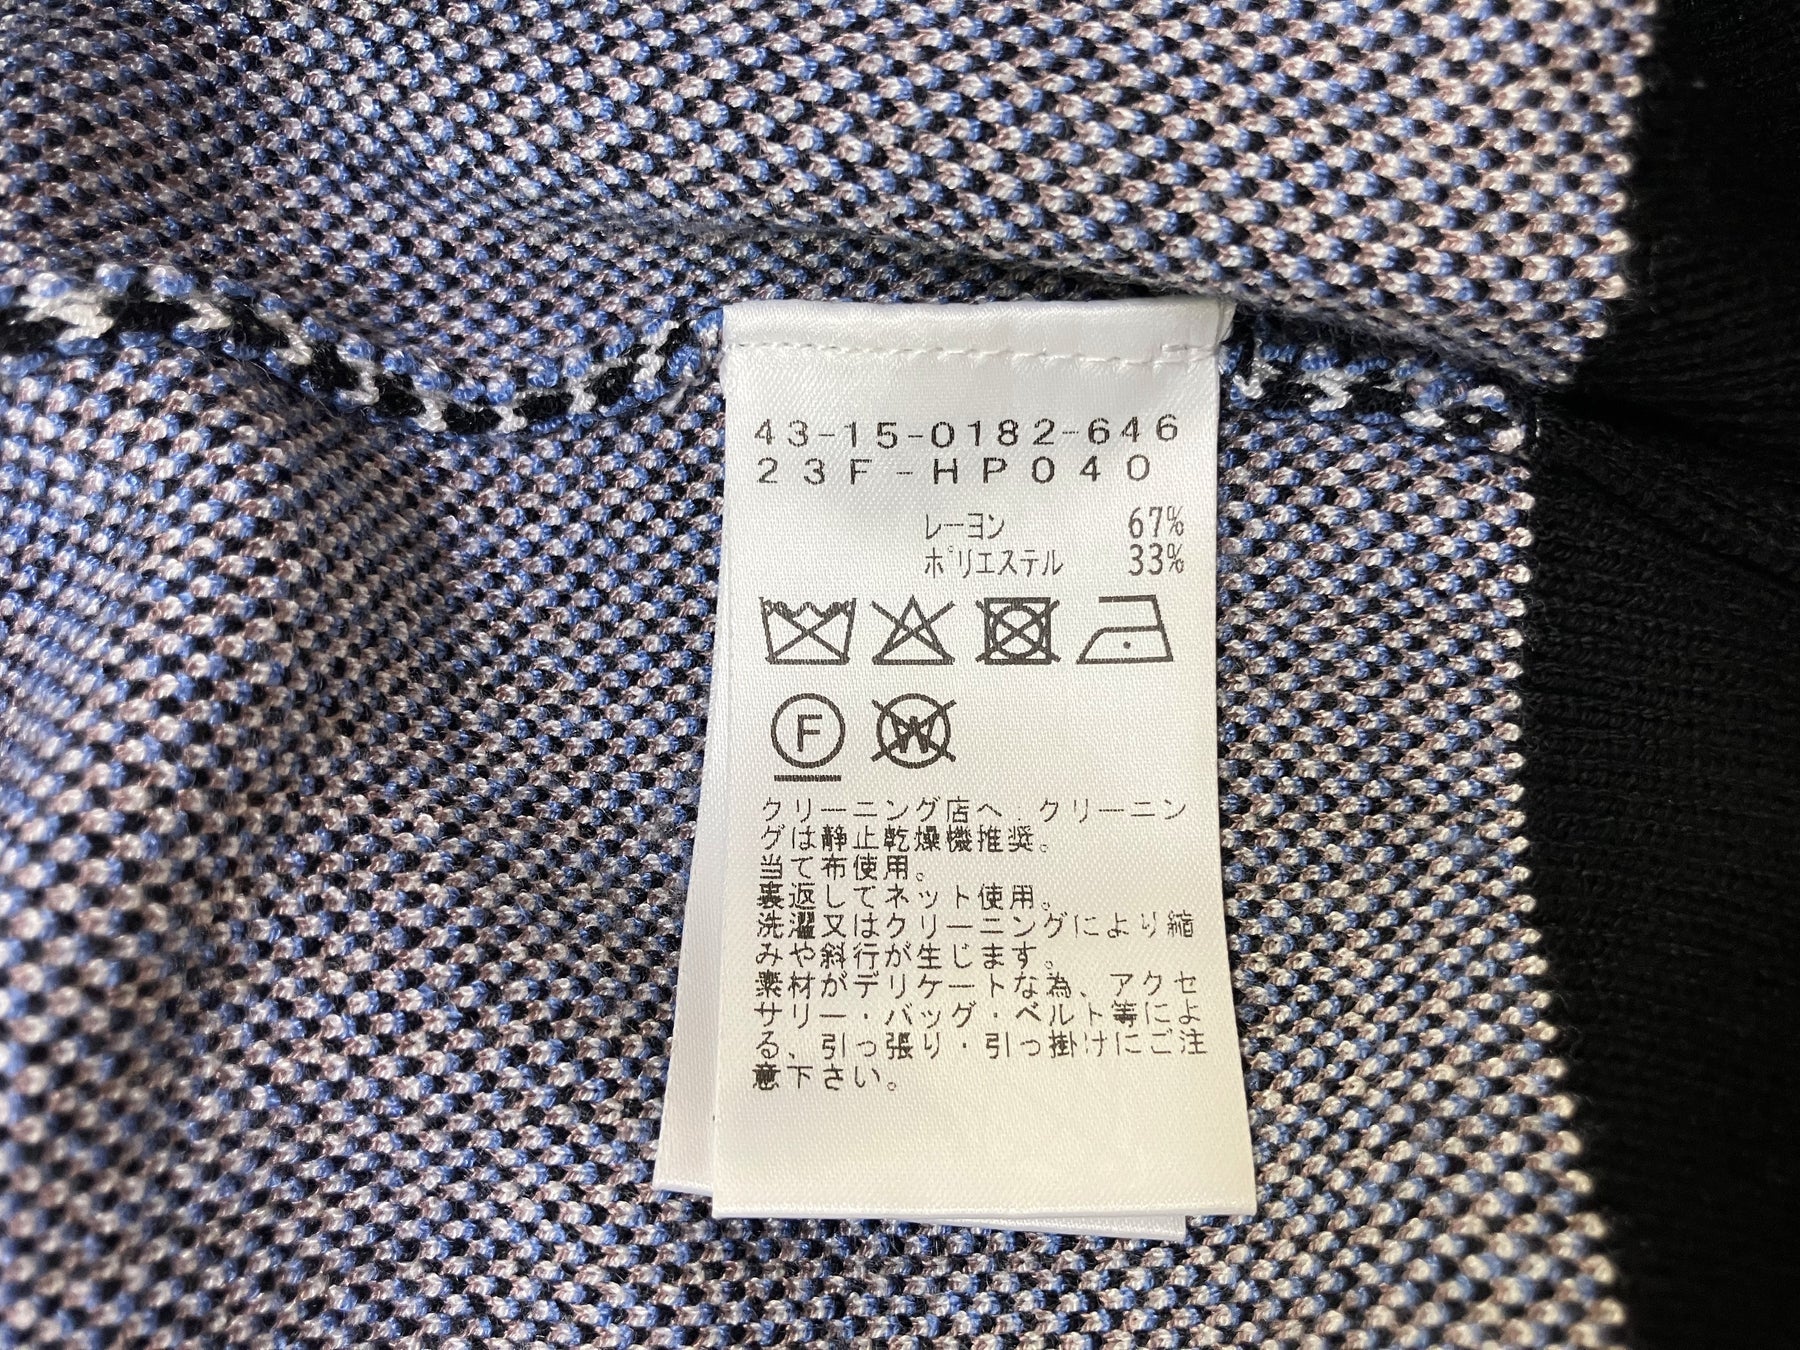 43-15-0182-646
23F-HP040
レーヨン 67%
ポリエステル 33%
F
W
クリーニング店へ:クリーニン
グは静止乾燥機推奨。
当て布使用。
裏返してネット使用。
洗濯又はクリーニングにより縮
みや斜行が生じます。
素材がデリケートな為、アクセ
サリー・バッグ・ベルト等によ
る、引っ張り・引っ掛けにご注
意下さい。